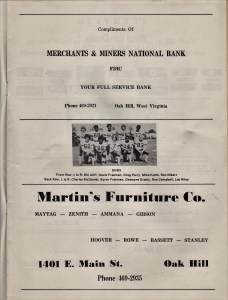 Compliments Of
MERCHANTS & MINERS NATIONAL BANK
FDIC
YOUR FULL SERVICE BANK
Phone 469-2921 Oak Hill, West Virginia
Martin's Furniture Co.
MAYTAG — ZENITH — AMMANA — GIBSON
HOOVER — ROWE — BASSETT — STANLEY
1401 E. Main St. Oak Hill
Phone 469-2935